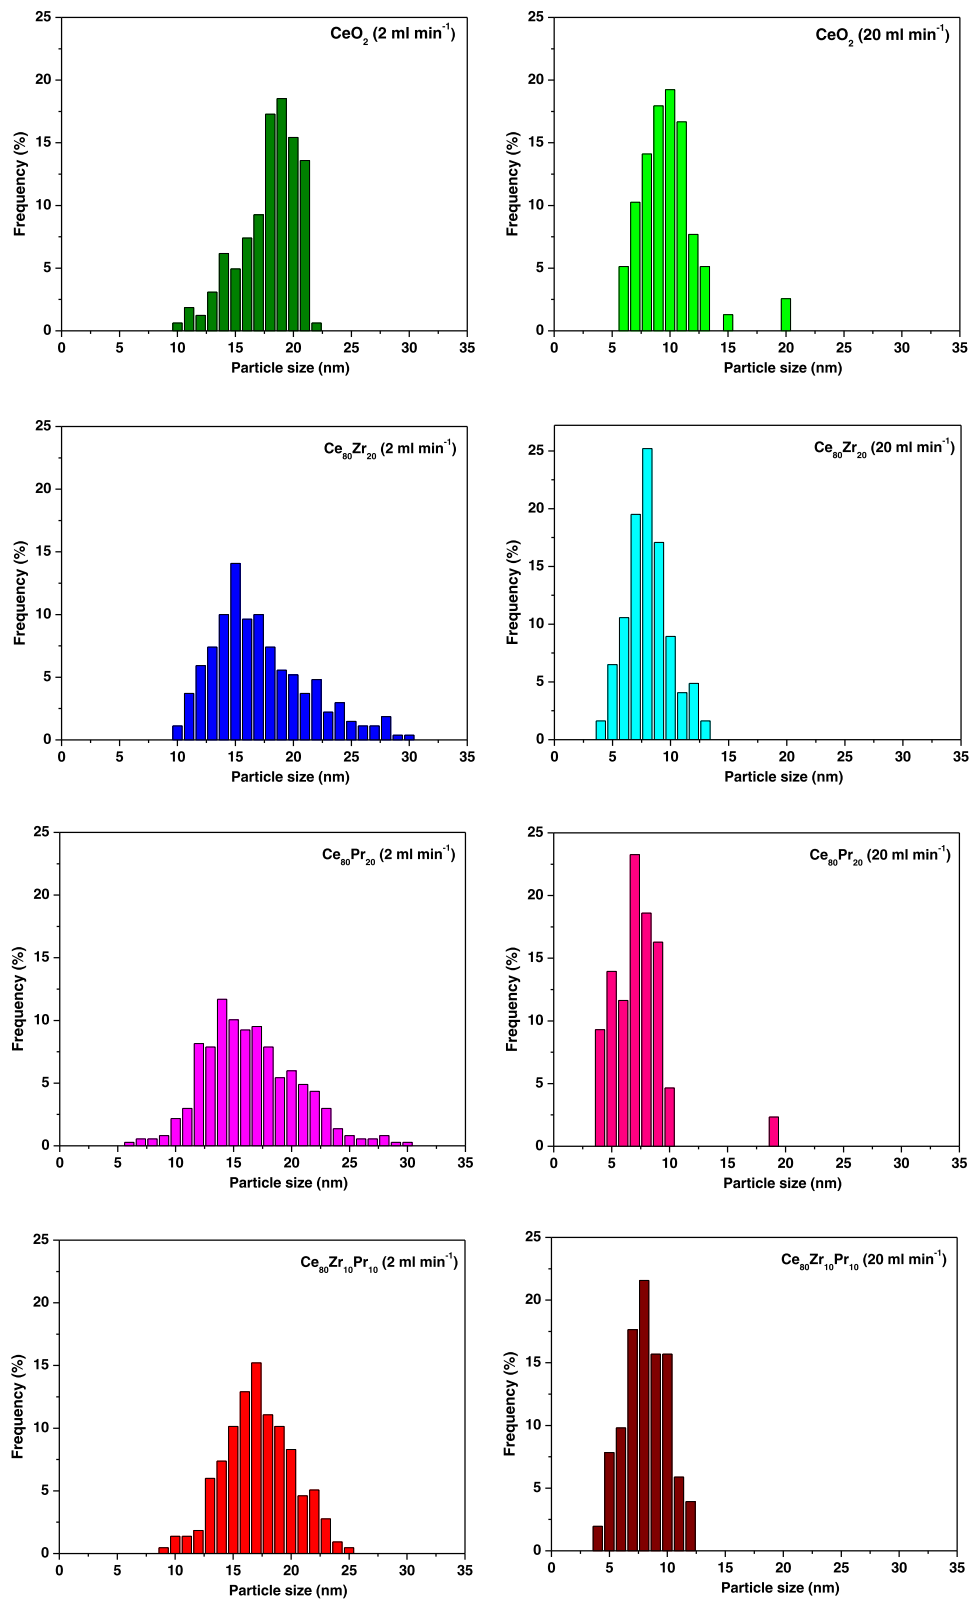 CeO2 (2 ml min-1)
Frequency (%)
25
20
15
10
5
0
0 5 10 15 20 25 30 35
Particle size (nm)
CeO2 (20 ml min-1)
Frequency (%)
25
20
15
10
5
0
0 5 10 15 20 25 30 35
Particle size (nm)
Ce80Zr20 (2 ml min-1)
Frequency (%)
25
20
15
10
5
0
0 5 10 15 20 25 30 35
Particle size (nm)
Ce80Zr20 (20 ml min-1)
Frequency (%)
25
20
15
10
5
0
0 5 10 15 20 25 30 35
Particle size (nm)
Ce80Pr20 (2 ml min-1)
Frequency (%)
25
20
15
10
5
0
0 5 10 15 20 25 30 35
Particle size (nm)
Ce80Pr20 (20 ml min-1)
Frequency (%)
25
20
15
10
5
0
0 5 10 15 20 25 30 35
Particle size (nm)
Ce80Zr10Pr10 (2 ml min-1)
Frequency (%)
25
20
15
10
5
0
0 5 10 15 20 25 30 35
Particle size (nm)
Ce80Zr10Pr10 (20 ml min-1)
Frequency (%)
25
20
15
10
5
0
0 5 10 15 20 25 30 35
Particle size (nm)